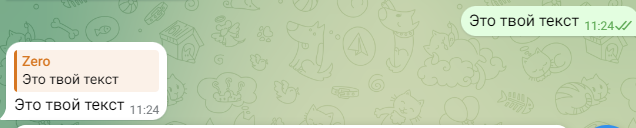 Это твой текст 11:24
Zero
Это твой текст
Это твой текст 11:24